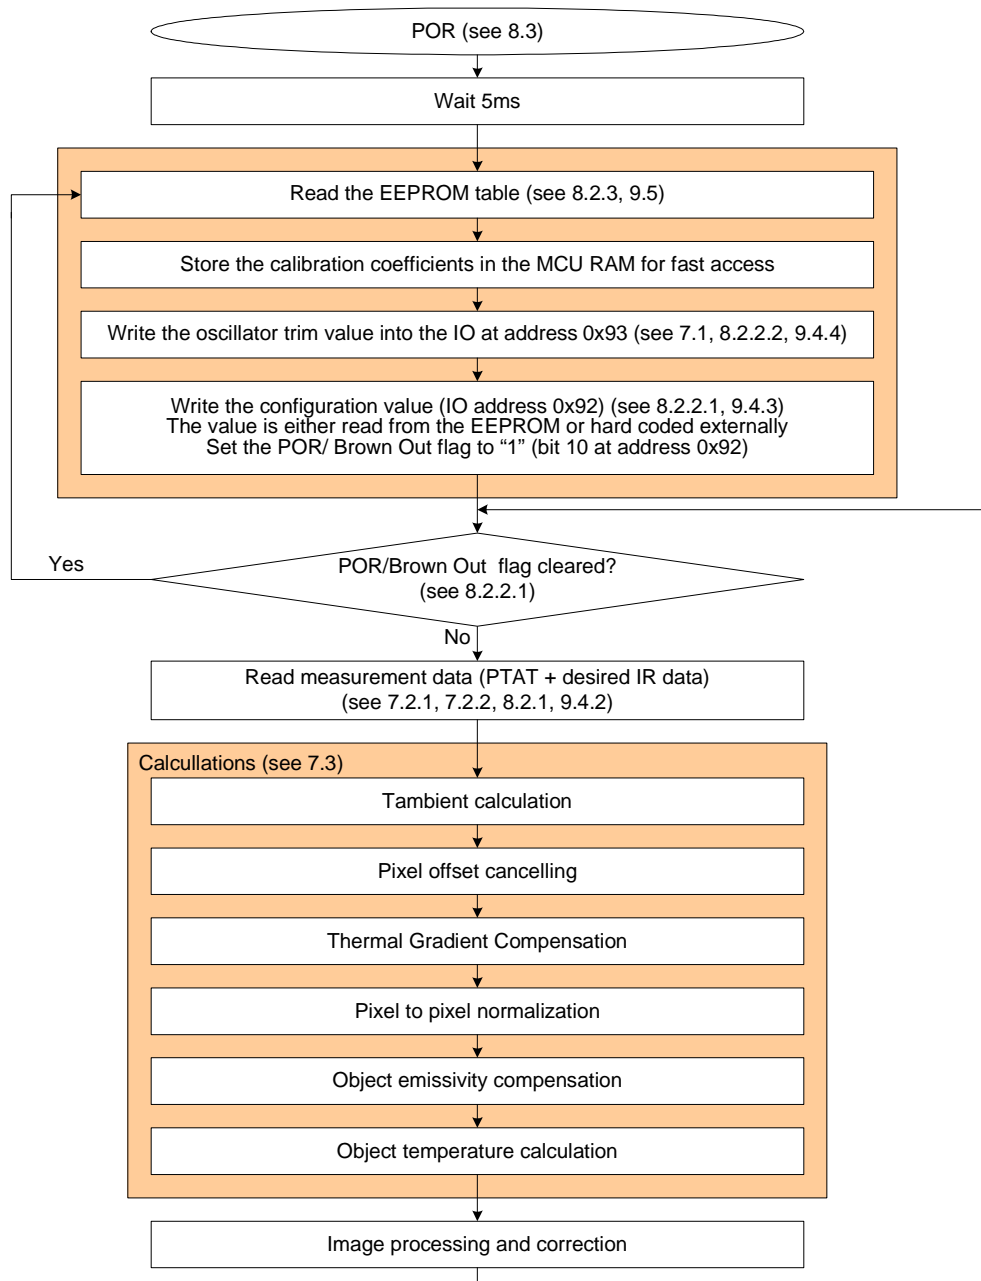 POR (see 8.3)
Wait 5ms
Read the EEPROM table (see 8.2.3, 9.5)
Store the calibration coefficients in the MCU RAM for fast access
Write the oscillator trim value into the IO at address 0x93 (see 7.1, 8.2.2.2, 9.4.4)
Write the configuration value (IO address 0x92) (see 8.2.2.1, 9.4.3)
The value is either read from the EEPROM or hard coded externally
Set the POR/ Brown Out flag to “1” (bit 10 at address 0x92)
Yes
POR/Brown Out flag cleared?
(see 8.2.2.1)
No
Read measurement data (PTAT + desired IR data)
(see 7.2.1, 7.2.2, 8.2.1, 9.4.2)
Calcullations (see 7.3)
Tambient calculation
Pixel offset cancelling
Thermal Gradient Compensation
Pixel to pixel normalization
Object emissivity compensation
Object temperature calculation
Image processing and correction